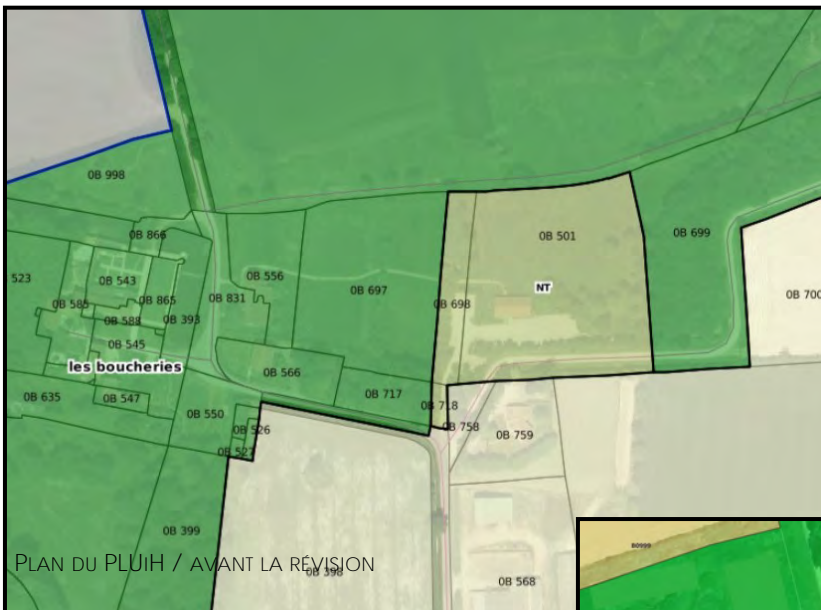 0B 998
0B 866
0B 501
0B 699
523
0B 543
0B 556
0B 697
0B 585
0B 865
0B 831
0B 698
NT
0B 700
0B 588
0B 393
0B 545
les boucheries
0B 566
0B 635
0B 547
0B 717
0B 550
0B 718
0B 526
0B 758
0B 759
0B 527
0B 399
PLAN DU PLUIH / AVANT LA RÉVISION
0B 398
0B 568
B0999